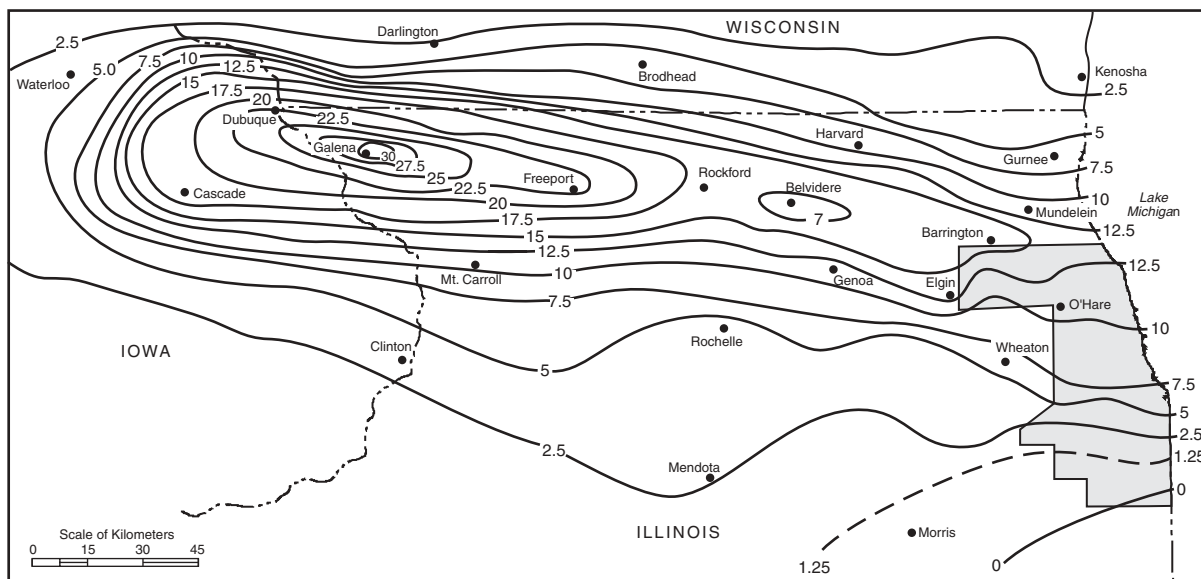 WISCONSIN
Darlington
2.5
Waterloo
5.0
7.5
10
12.5
15
17.5
20
22.5
Dubuque
Galena
30
27.5
25
22.5
20
17.5
15
12.5
10
7.5
Cascade
Freeport
Brodhead
Kenosha
2.5
Harvard
5
Gurnee
7.5
Rockford
Belvidere
7
10
Mundelein
Lake
Michigan
12.5
Barrington
12.5
Mt. Carroll
Genoa
Elgin
O'Hare
10
IOWA
Clinton
Rochelle
5
Wheaton
7.5
5
2.5
2.5
1.25
Mendota
0
Scale of Kilometers
0 15 30 45
ILLINOIS
Morris
1.25
0